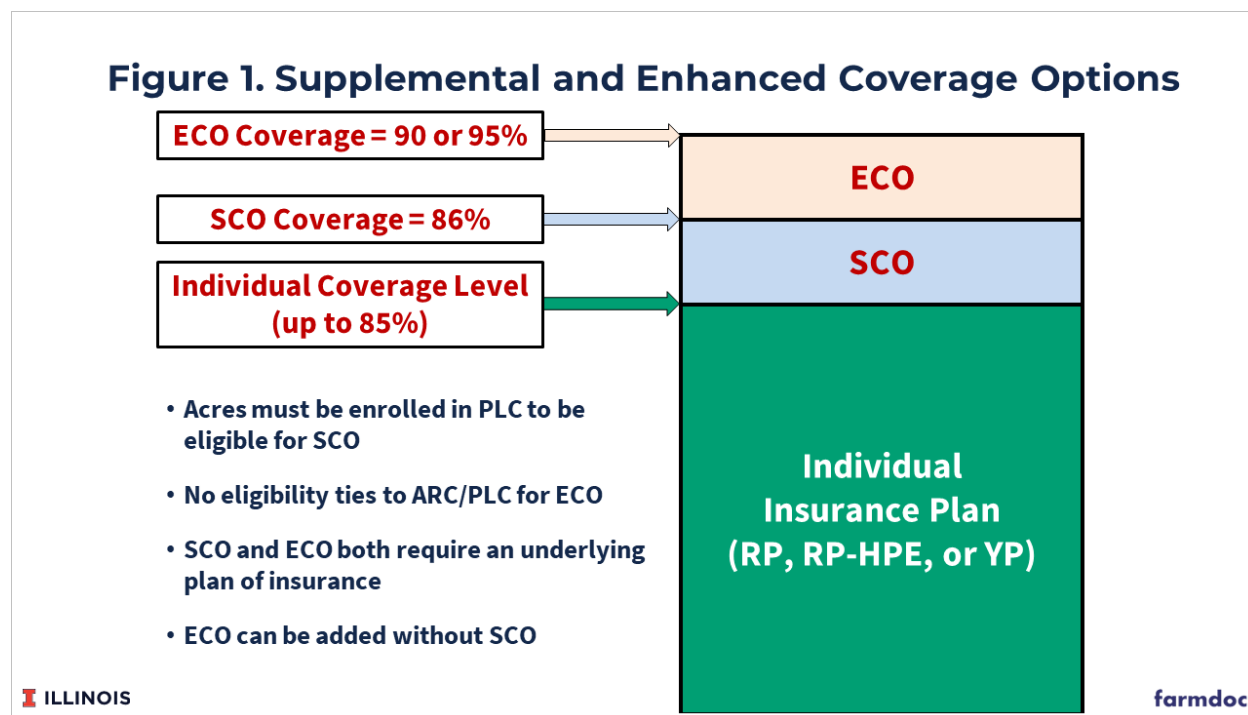 Figure 1. Supplemental and Enhanced Coverage Options
ECO Coverage = 90 or 95%
SCO Coverage = 86%
Individual Coverage Level
(up to 85%)
ECO
SCO
Individual
Insurance Plan
(RP, RP-HPE, or YP)
• Acres must be enrolled in PLC to be
eligible for SCO
• No eligibility ties to ARC/PLC for ECO
• SCO and ECO both require an underlying
plan of insurance
• ECO can be added without SCO
I ILLINOIS
farmdoc